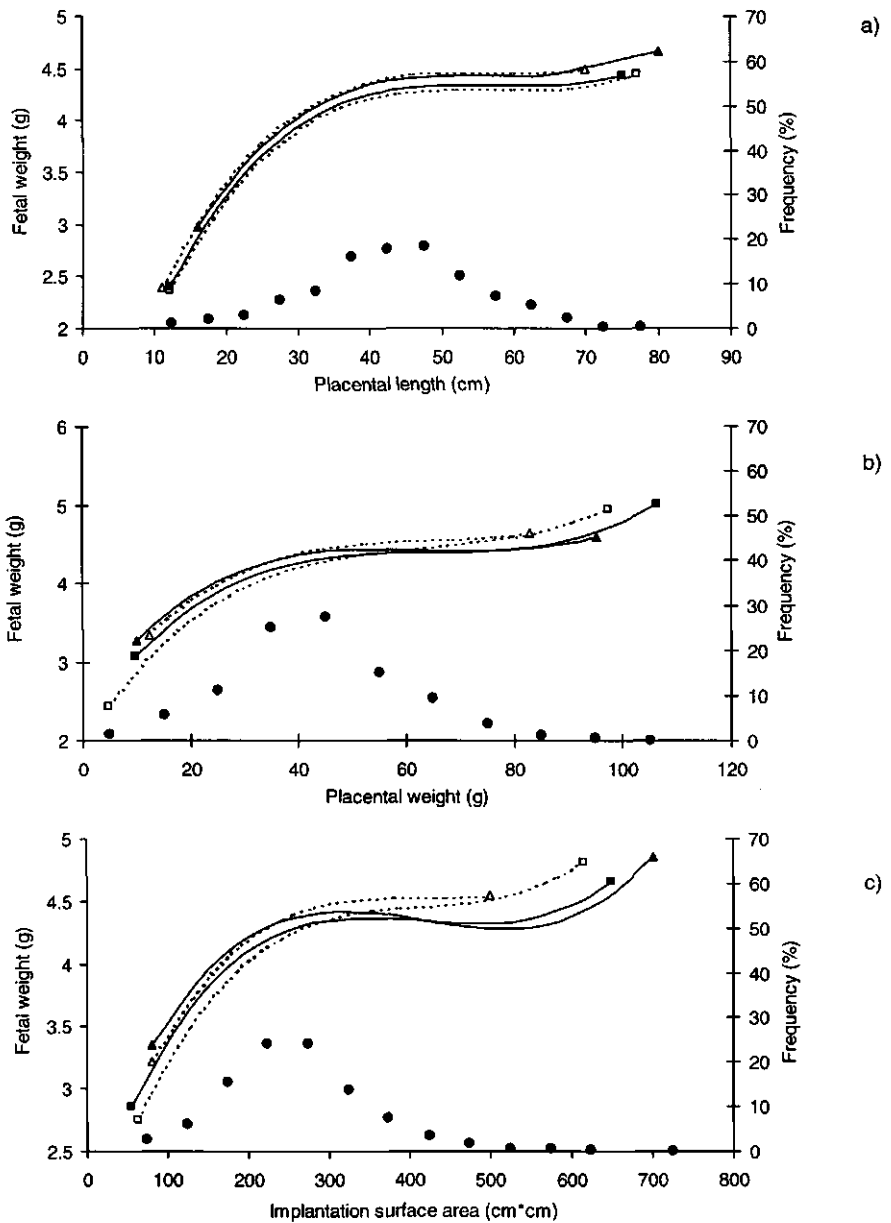 a)
Fetal weight (g)
5
4.5
4
3.5
3
2.5
2
Frequency (%)
70
60
50
40
30
20
10
0
0 10 20 30 40 50 60 70 80 90
Placental length (cm)
b)
Fetal weight (g)
6
5
4
3
2
Frequency (%)
70
60
50
40
30
20
10
0
0 20 40 60 80 100 120
Placental weight (g)
c)
Fetal weight (g)
5
4.5
4
3.5
3
2.5
Frequency (%)
70
60
50
40
30
20
10
0
0 100 200 300 400 500 600 700 800
Implantation surface area (cm*cm)